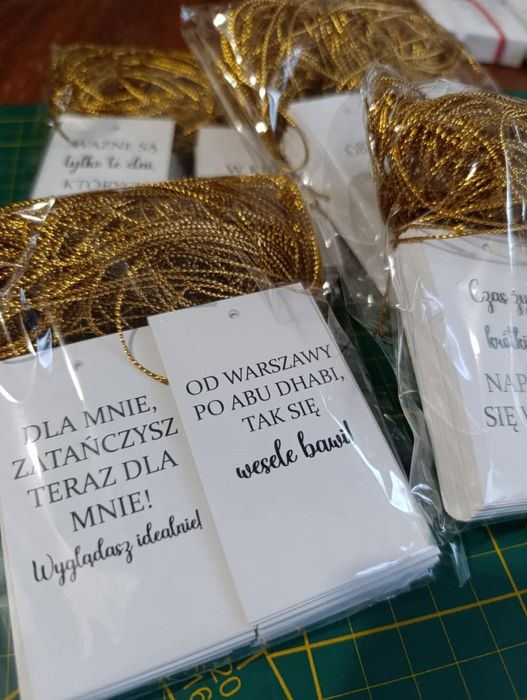 WAŻNE SĄ
tylko te dni,
DLA MNIE,
ZATAŃCZYSZ
TERAZ DLA
MNIE!
Wyglądasz idealnie!
OD WARSZAWY
PO ABU DHABI,
TAK SIĘ
wesele bawi!
Czas
NAP
SIĘ